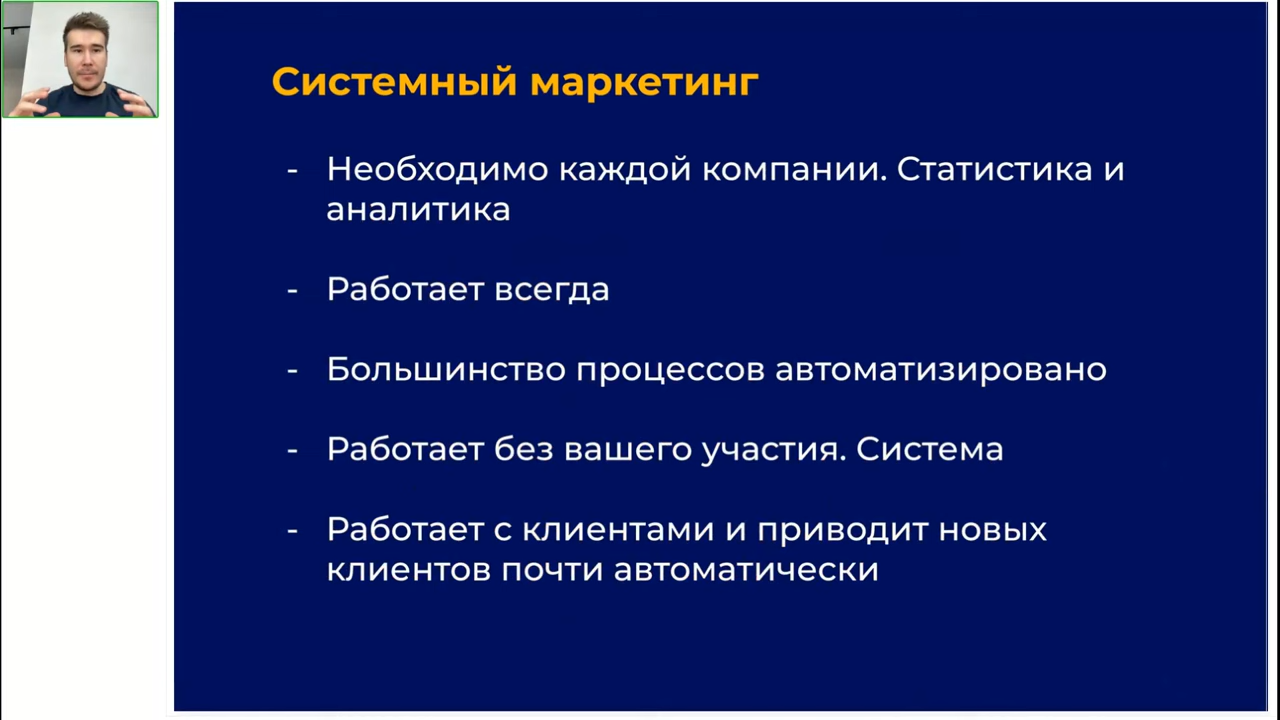 Системный маркетинг
- Необходимо каждой компании. Статистика и
аналитика
- Работает всегда
- Большинство процессов автоматизировано
- Работает без вашего участия. Система
- Работает с клиентами и приводит новых
клиентов почти автоматически